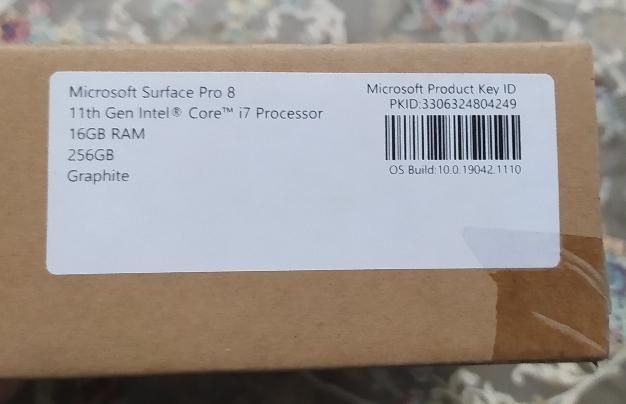 Microsoft Surface Pro 8
11th Gen Intel® Core™ i7 Processor
16GB RAM
256GB
Graphite
Microsoft Product Key ID
PKID:3306324804249
OS Build:10.0.19042.1110